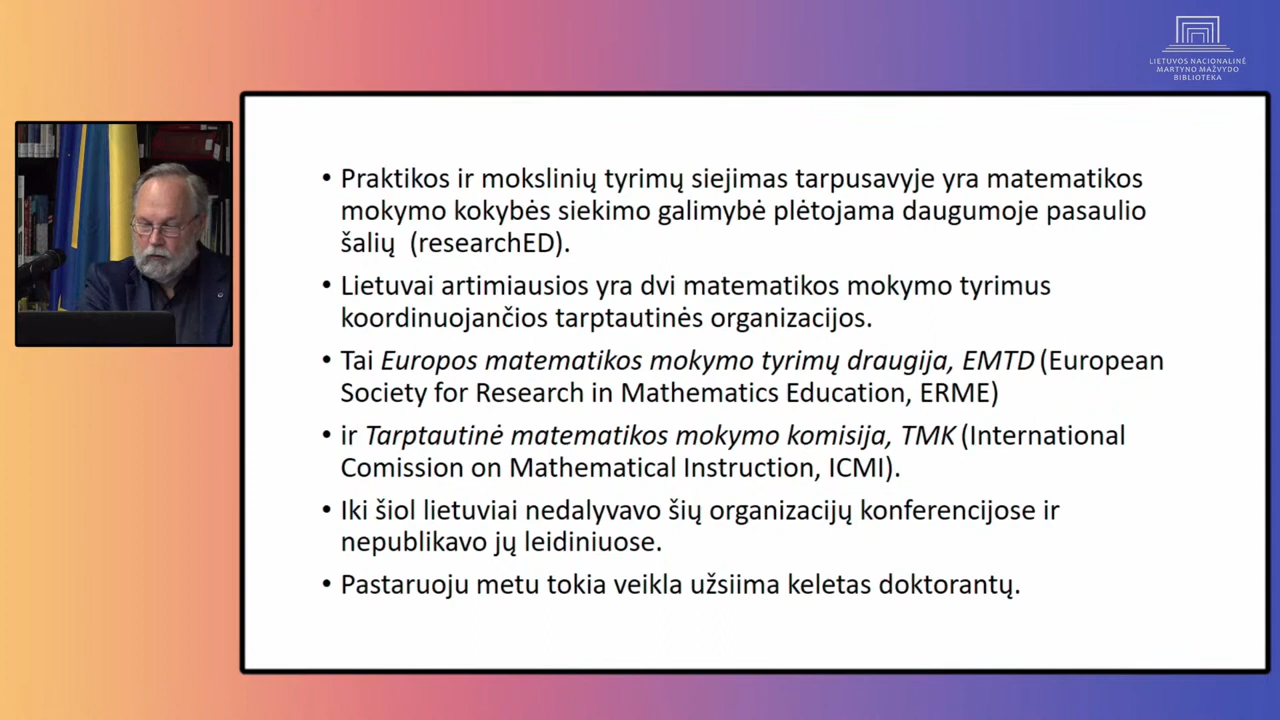 LIETUVOS NACIONALINĖ
MARTYNO MAŽVYDO
BIBLIOTEKA
• Praktikos ir mokslinių tyrimų siejimas tarpusavyje yra matematikos
mokymo kokybės siekimo galimybė plėtojama daugumoje pasaulio
šalių (researchED).
• Lietuvai artimiausios yra dvi matematikos mokymo tyrimus
koordinuojančios tarptautinės organizacijos.
• Tai Europos matematikos mokymo tyrimų draugija, EMTD (European
Society for Research in Mathematics Education, ERME)
• ir Tarptautinė matematikos mokymo komisija, TMK (International
Comission on Mathematical Instruction, ICMI).
• Iki šiol lietuviai nedalyvavo šių organizacijų konferencijose ir
nepublikavo jų leidiniuose.
• Pastaruoju metu tokia veikla užsiima keletas doktorantų.